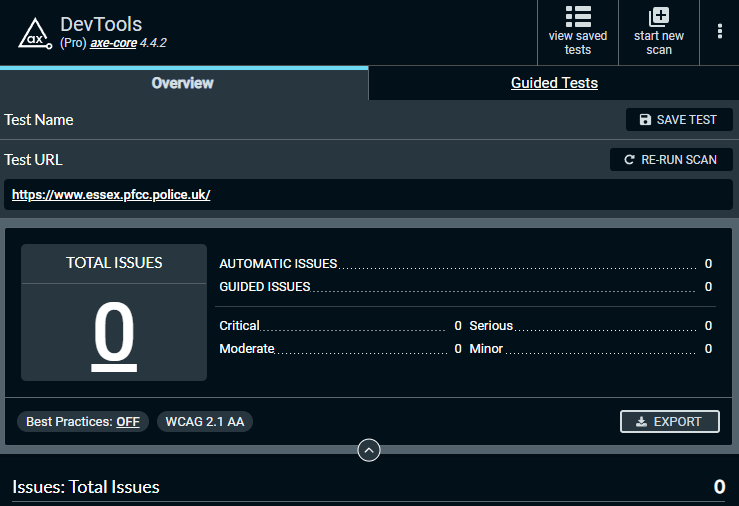 DevTools
(Pro) axe-core 4.4.2
view saved
tests
start new
scan
Overview
Guided Tests
Test Name
SAVE TEST
Test URL
RE-RUN SCAN
https://www.essex.pfcc.police.uk/
TOTAL ISSUES
0
AUTOMATIC ISSUES 0
GUIDED ISSUES 0
Critical 0 Serious 0
Moderate 0 Minor 0
Best Practices: OFF
WCAG 2.1 AA
EXPORT
Issues: Total Issues 0
ax